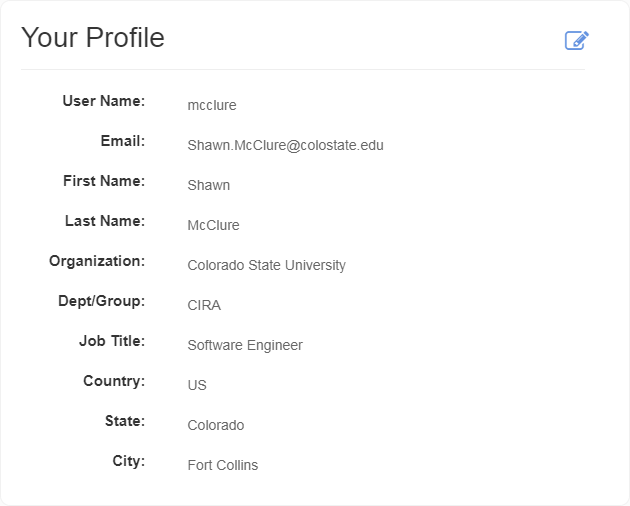 Your Profile
User Name: mcclure
Email: Shawn.McClure@colostate.edu
First Name: Shawn
Last Name: McClure
Organization: Colorado State University
Dept/Group: CIRA
Job Title: Software Engineer
Country: US
State: Colorado
City: Fort Collins